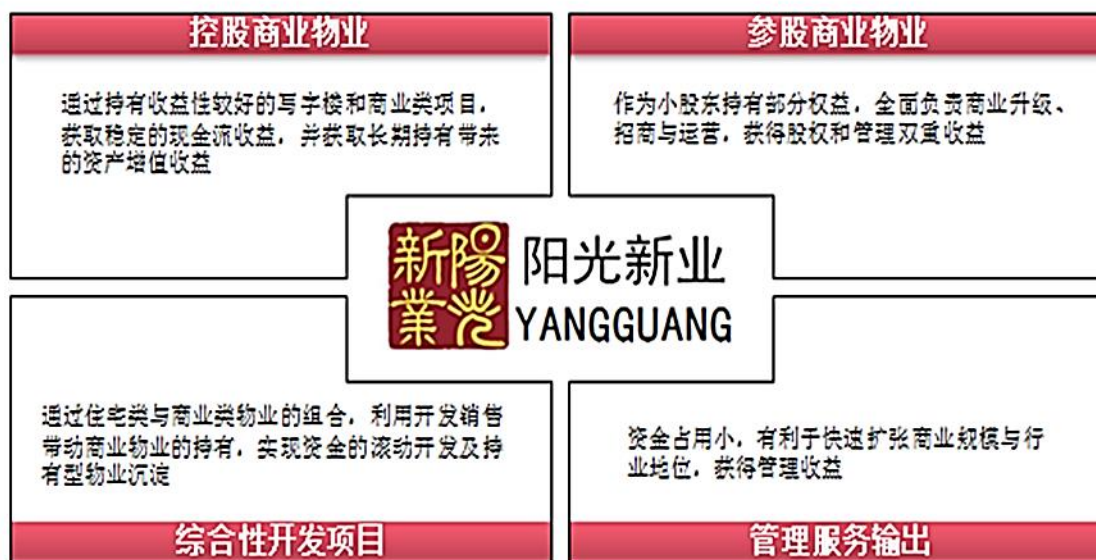 控股商业物业
通过持有收益性较好的写字楼和商业类项目，
获取稳定的现金流收益，并获取长期持有带来
的资产增值收益
参股商业物业
作为小股东持有部分权益，全面负责商业升级、
招商与运营，获得股权和管理双重收益
新陽
業光
阳光新业
YANGGUANG
通过住宅类与商业类物业的组合，利用开发销售
带动商业物业的持有，实现资金的滚动开发及持
有型物业沉淀
综合性开发项目
资金占用小，有利于快速扩张商业规模与行
业地位，获得管理收益
管理服务输出